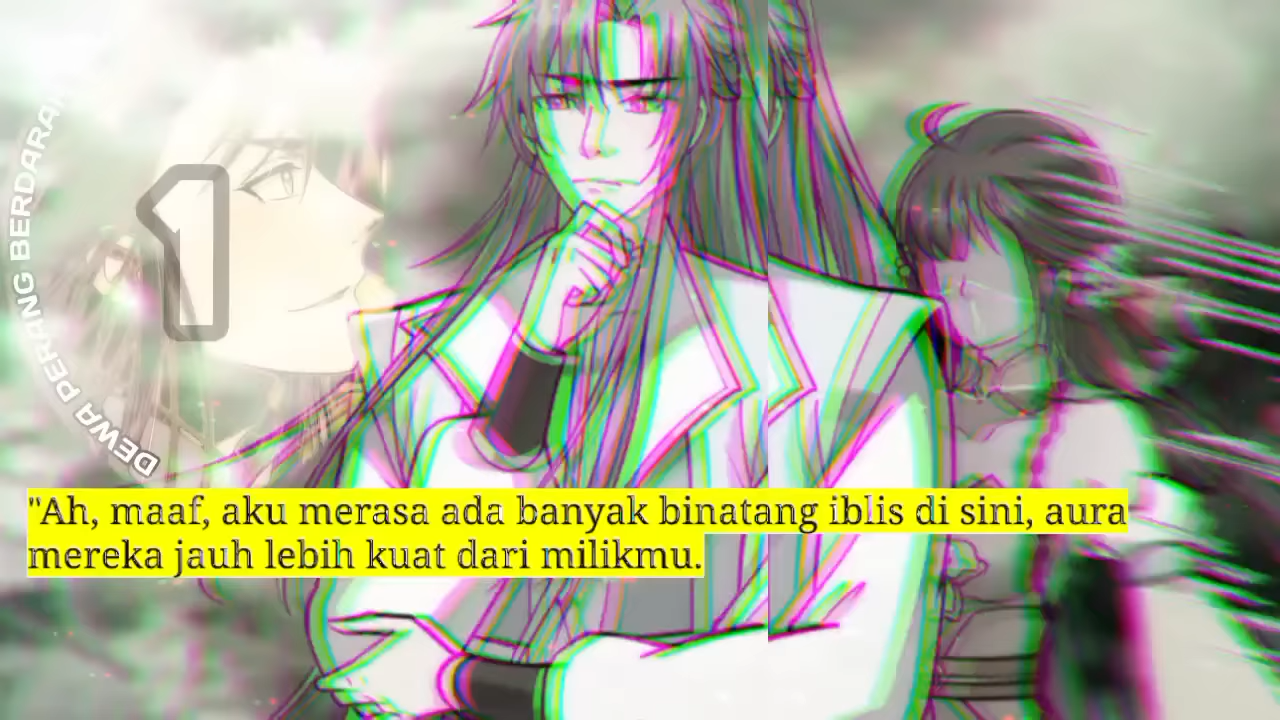 DEWA PERANG BERDARA
1
"Ah, maaf, aku merasa ada banyak binatang iblis di sini, aura
mereka jauh lebih kuat dari milikmu.